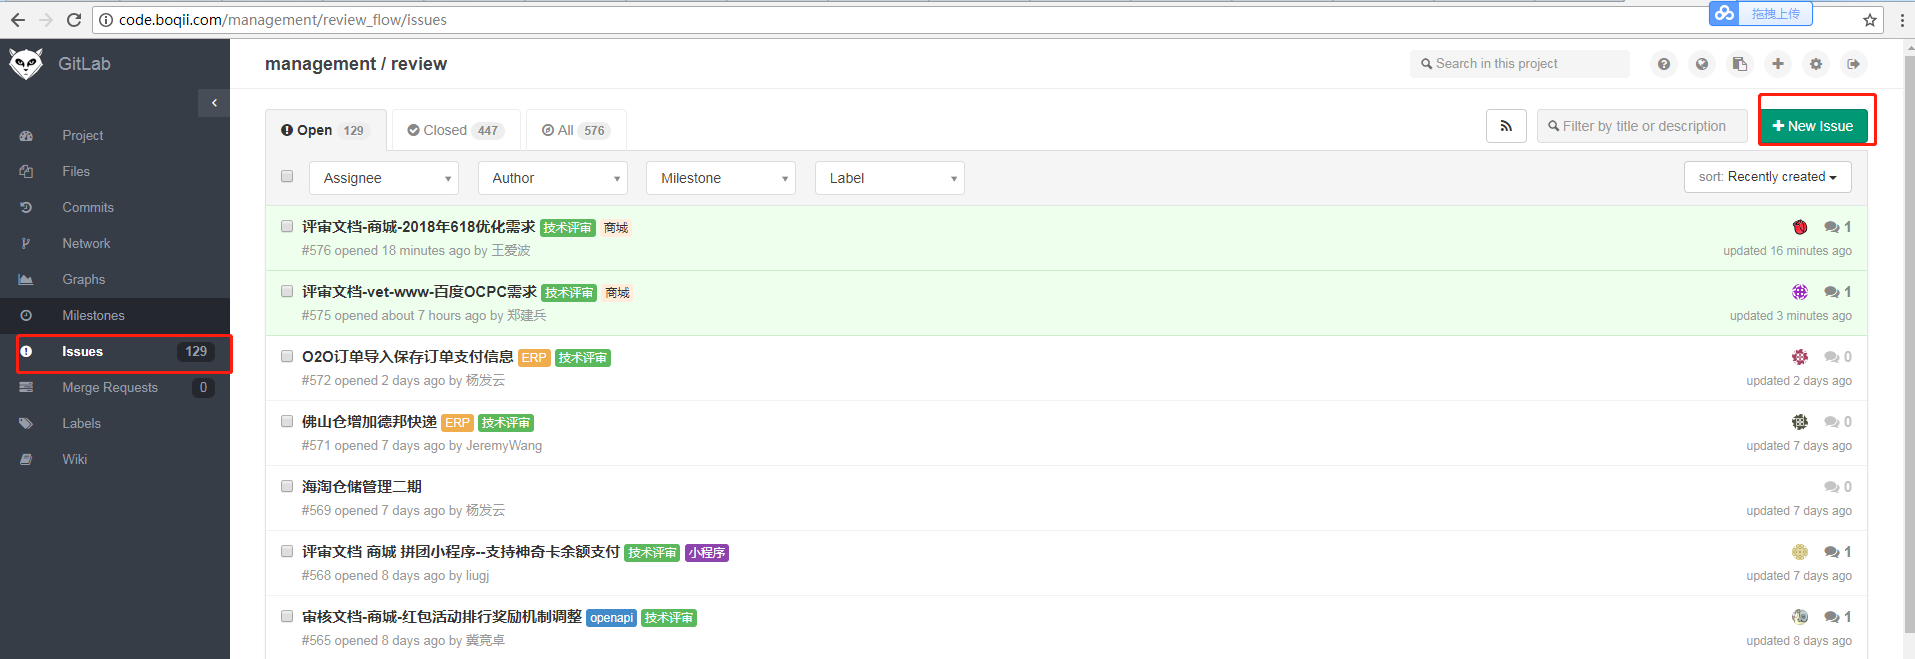 code.boqii.com/management/review_flow/issues
拖拽上传
GitLab
management / review
Search in this project
Project
Files
Commits
Network
Graphs
Milestones
Issues 129
Merge Requests 0
Labels
Wiki
Open 129
Closed 447
All 576
Filter by title or description
New Issue
Assignee
Author
Milestone
Label
sort: Recently created
评审文档-商城-2018年618优化需求 技术评审 商城
1
#576 opened 18 minutes ago by 王爱波
updated 16 minutes ago
评审文档-vet-www-百度OCPC需求 技术评审 商城
1
#575 opened about 7 hours ago by 郑建兵
updated 3 minutes ago
O2O订单导入保存订单支付信息 ERP 技术评审
0
#572 opened 2 days ago by 杨发云
updated 2 days ago
佛山仓增加德邦快递 ERP 技术评审
0
#571 opened 7 days ago by JeremyWang
updated 7 days ago
海淘仓储管理二期
0
#569 opened 7 days ago by 杨发云
updated 7 days ago
评审文档 商城 拼团小程序--支持神奇卡余额支付 技术评审 小程序
1
#568 opened 8 days ago by liugj
updated 7 days ago
审核文档-商城-红包活动排行奖励机制调整 openapi 技术评审
1
#565 opened 8 days ago by 龚竞卓
updated 8 days ago